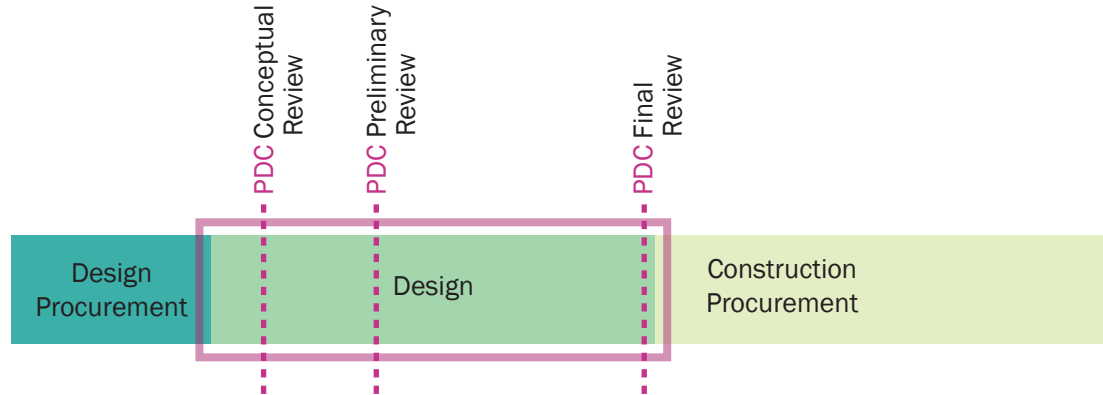 PDC Conceptual
Review
PDC Preliminary
Review
PDC Final
Review
Design
Procurement
Design
Construction
Procurement